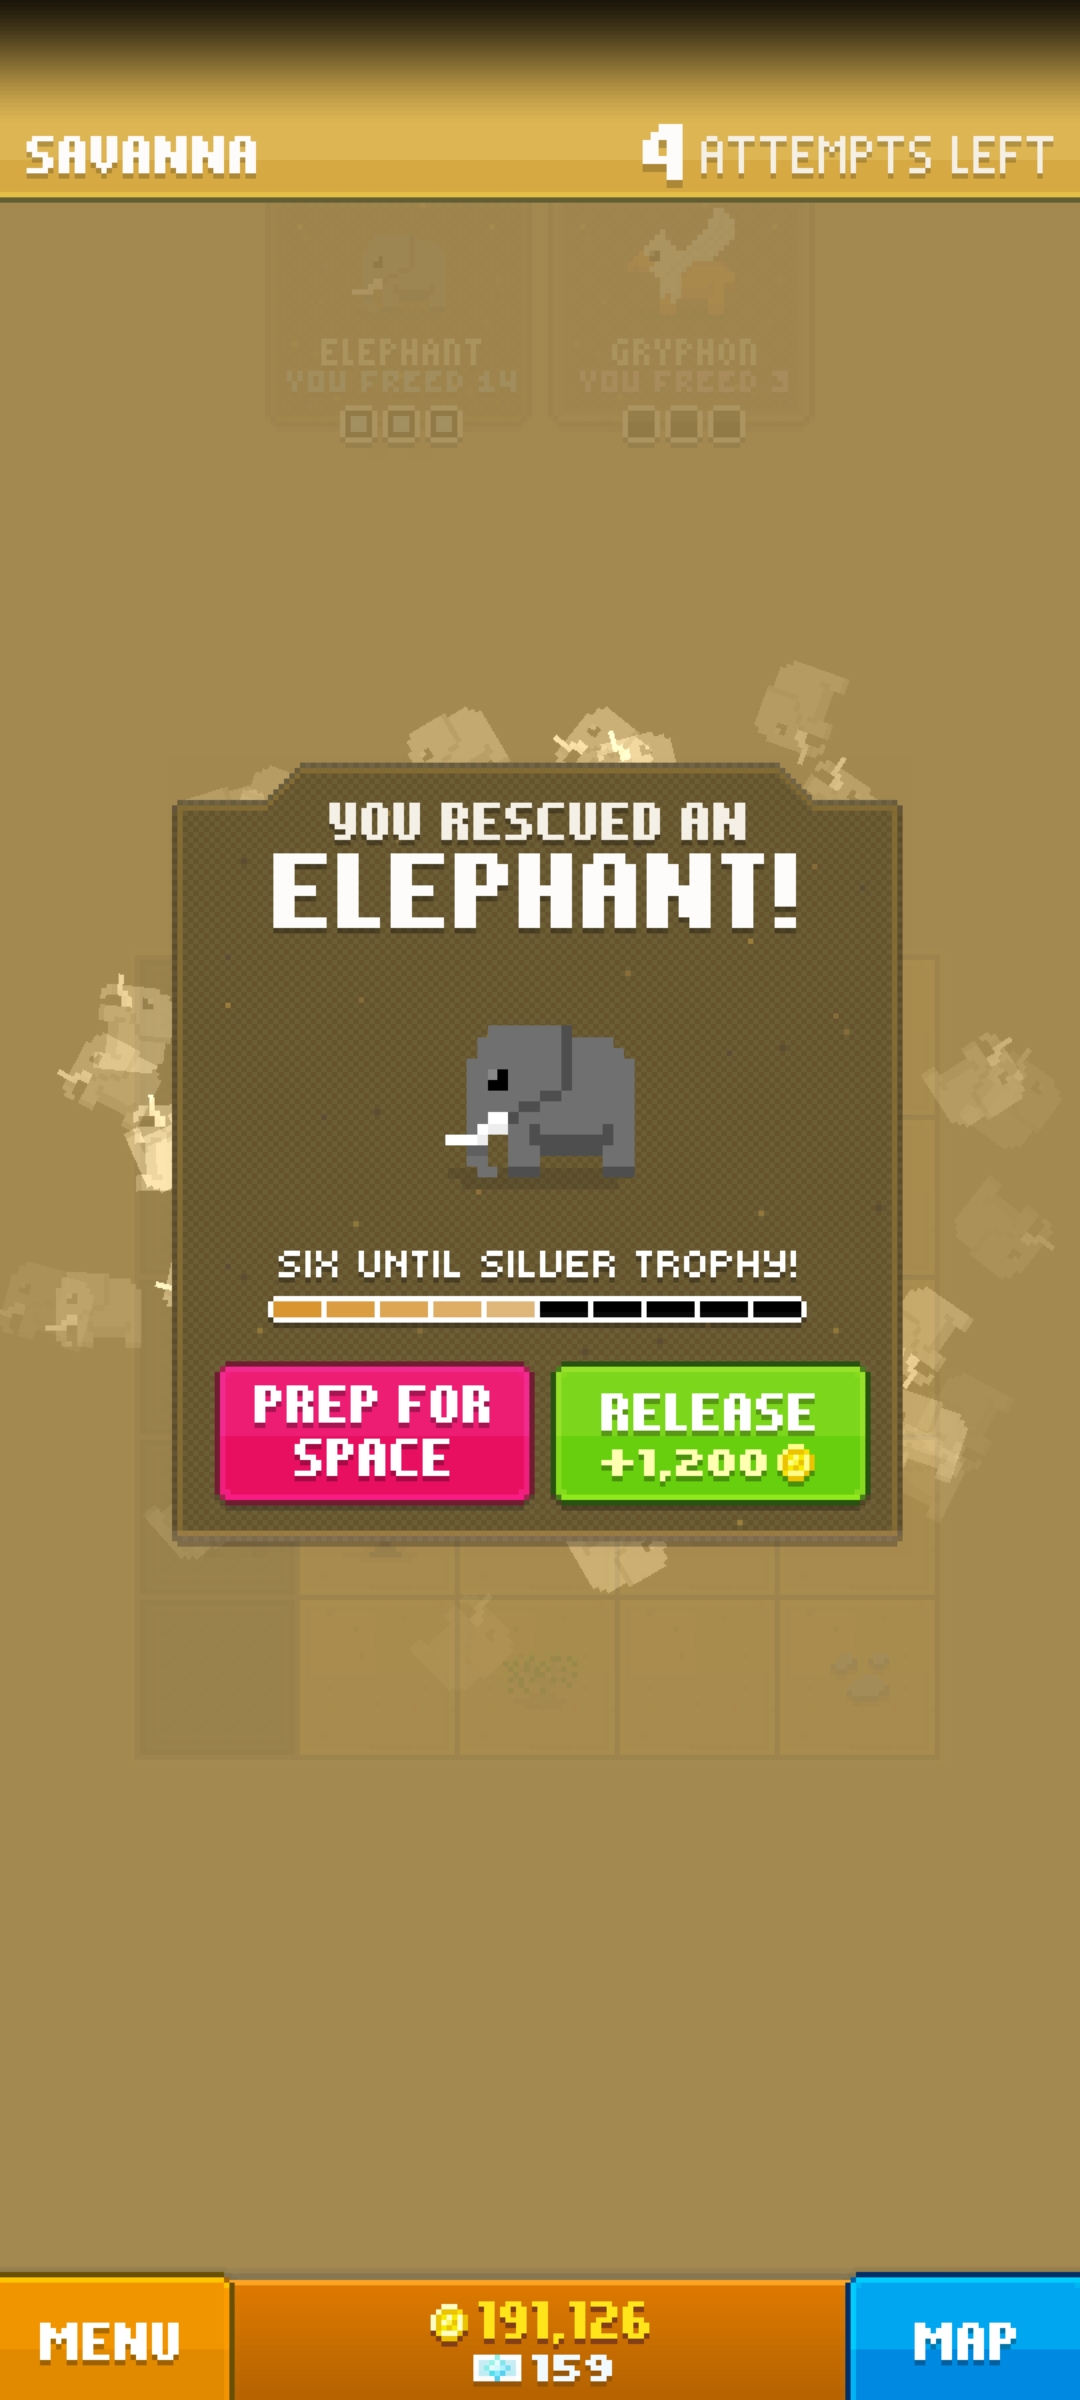 SAVANNA
4 ATTEMPTS LEFT
ELEPHANT
YOU FREED 14
GRYPHON
YOU FREED 3
YOU RESCUED AN
ELEPHANT!
SIX UNTIL SILVER TROPHY!
PREP FOR
SPACE
RELEASE
+1,200
MENU
191,126
159
MAP